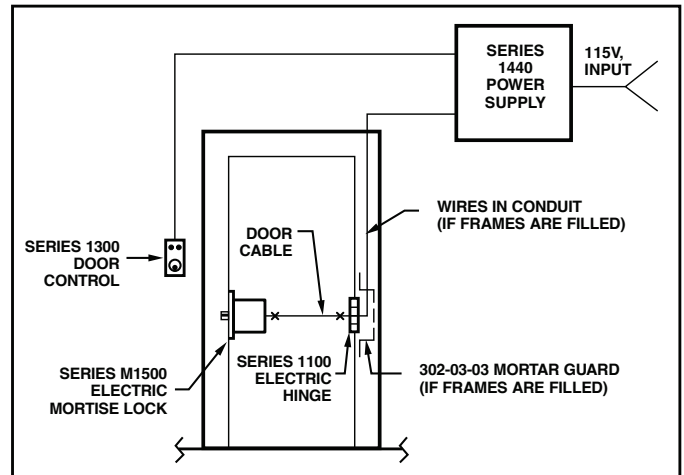 SERIES
1440
POWER
SUPPLY
115V,
INPUT
WIRES IN CONDUIT
(IF FRAMES ARE FILLED)
DOOR
CABLE
SERIES 1300
DOOR
CONTROL
SERIES M1500
ELECTRIC
MORTISE LOCK
SERIES 1100
ELECTRIC
HINGE
302-03-03 MORTAR GUARD
(IF FRAMES ARE FILLED)